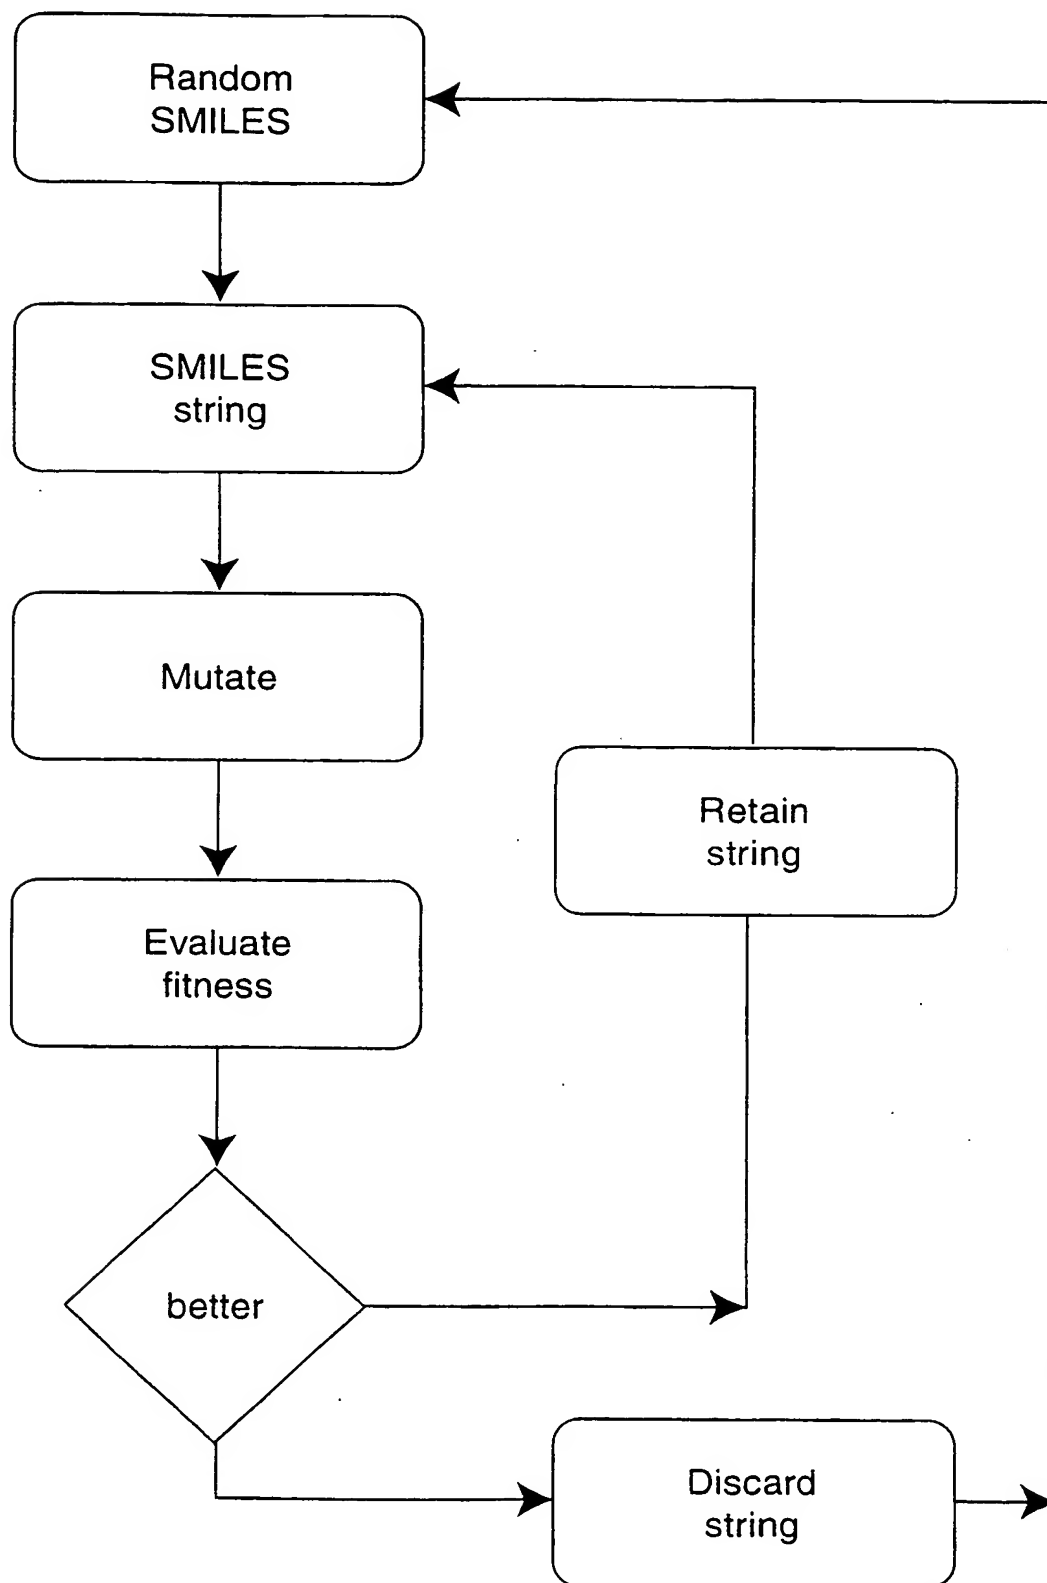 Random
SMILES
SMILES
string
Mutate
Retain
string
Evaluate
fitness
better
Discard
string